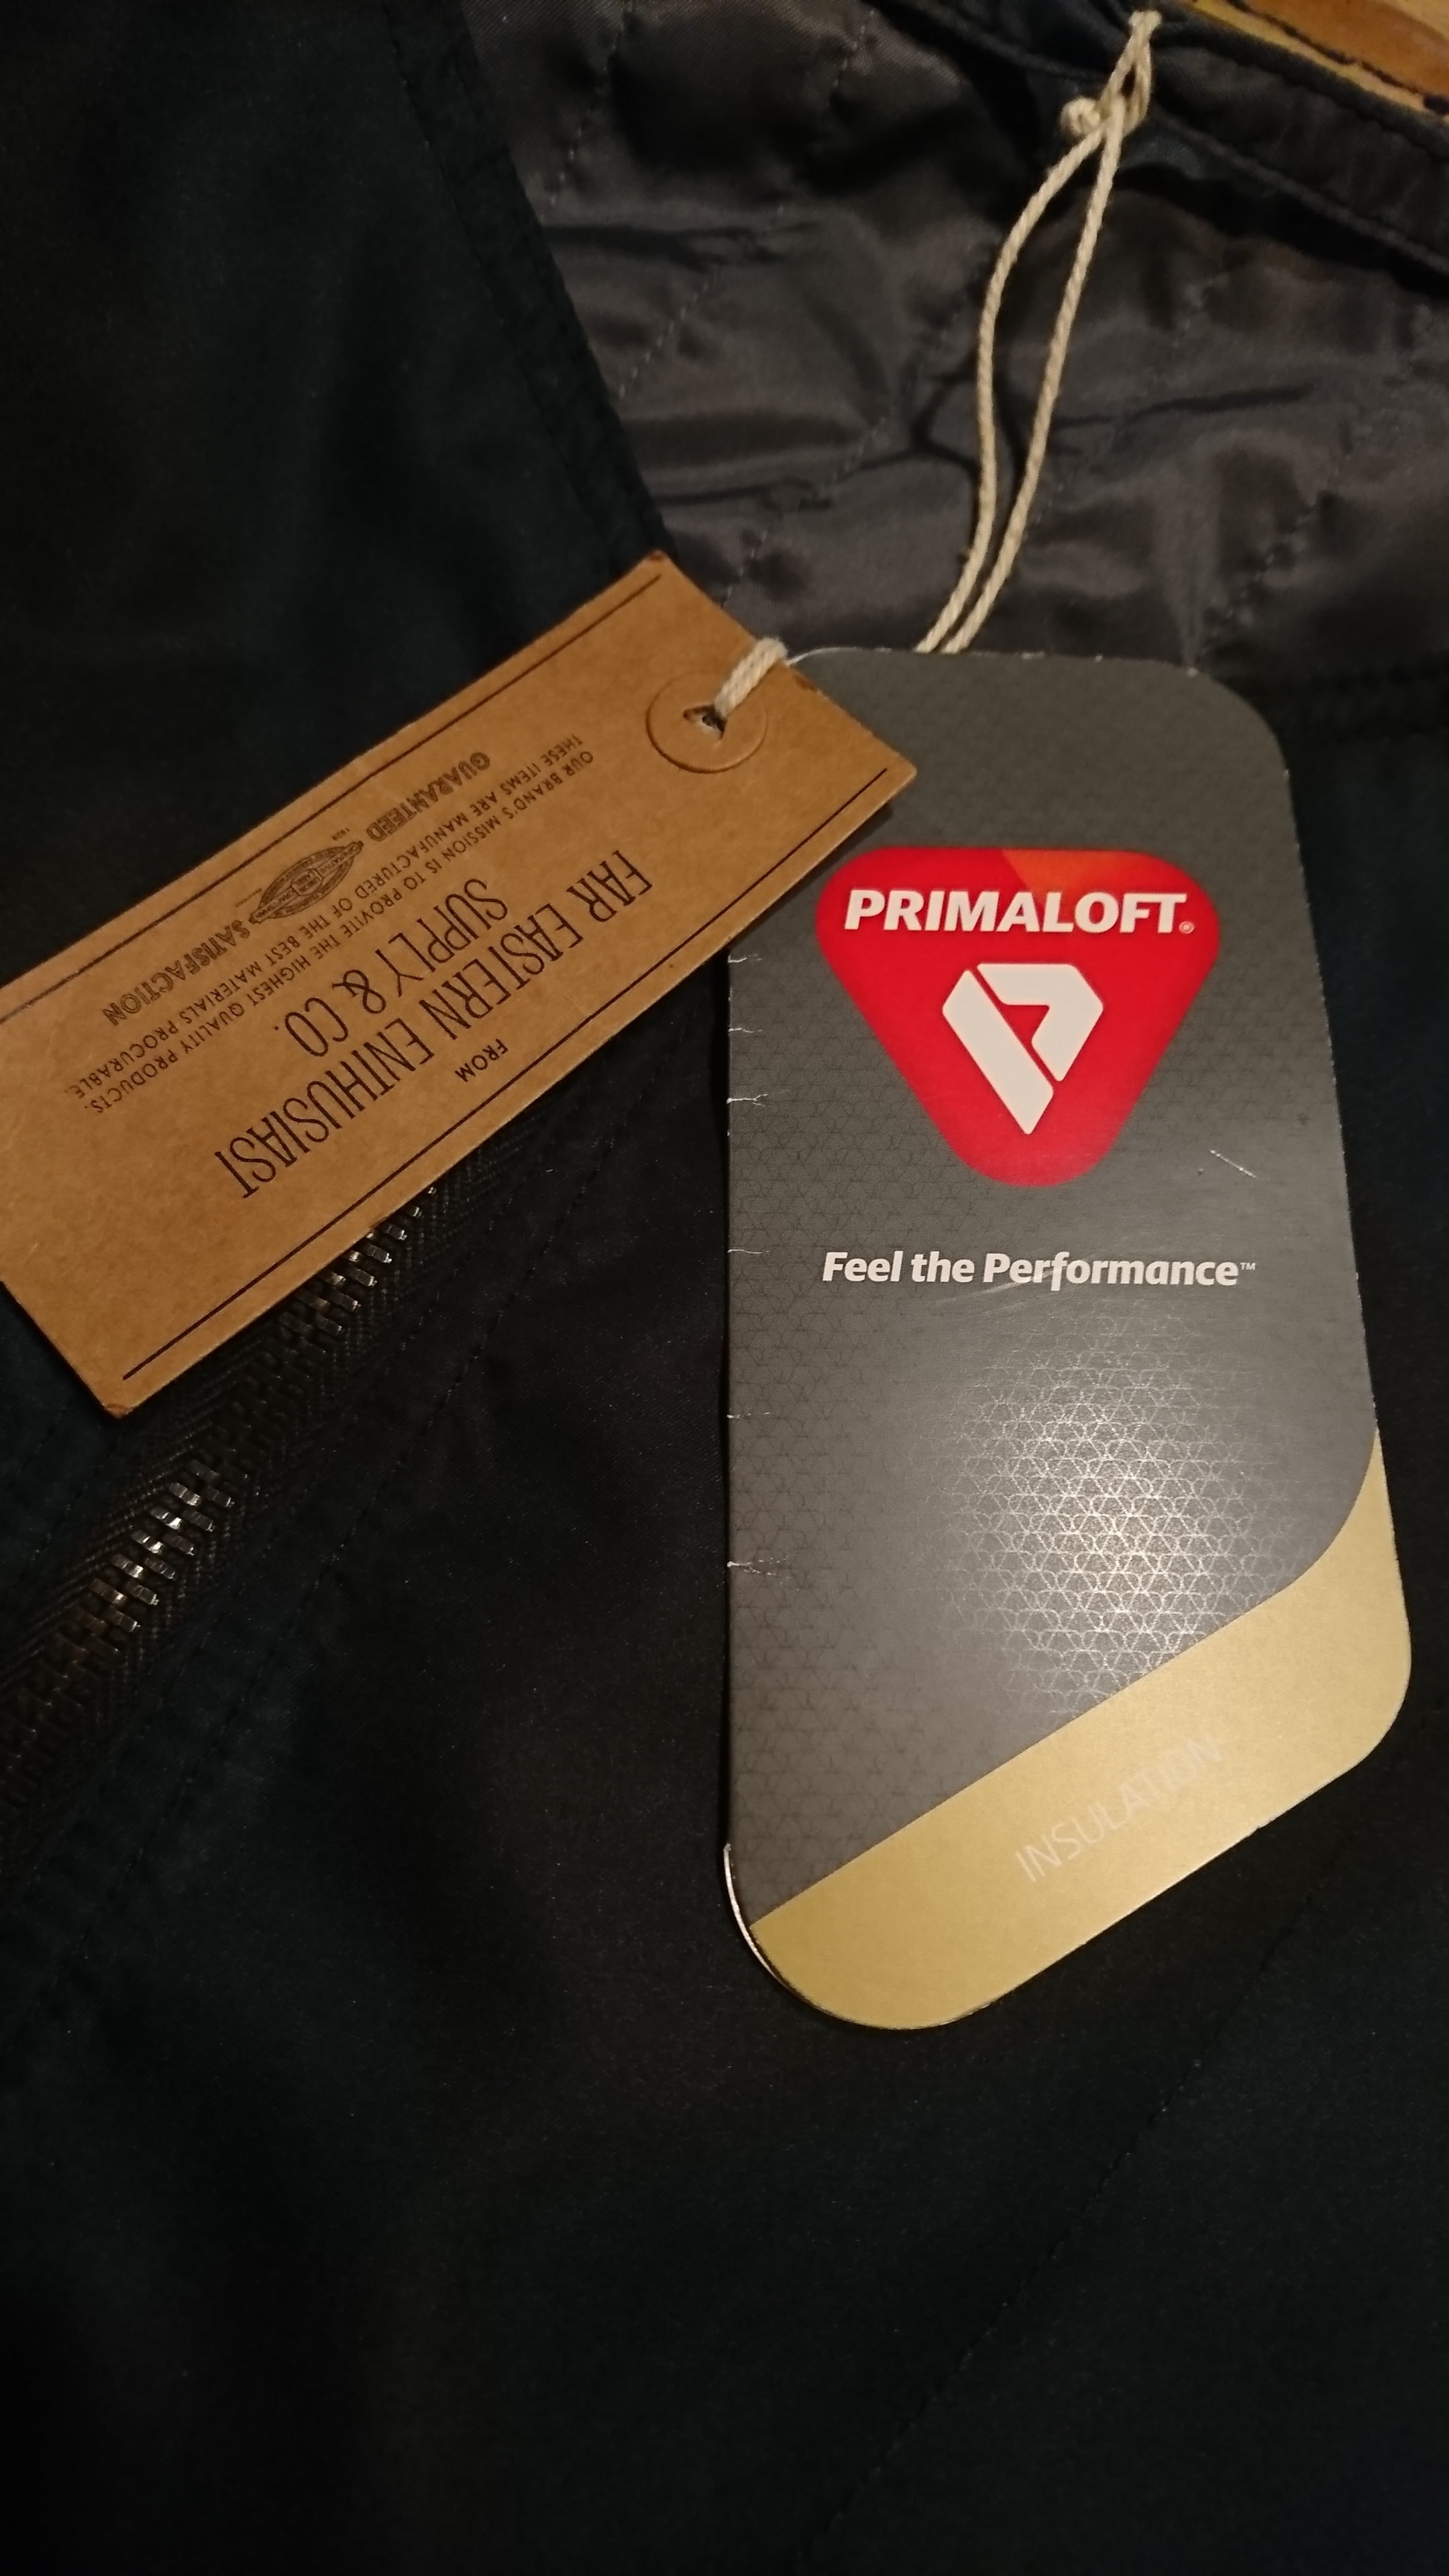 FROM
FAR EASTERN ENTHUSIAST
SUPPLY & CO.
OUR BRAND'S MISSION IS TO PROVITE THE HIGHEST QUALITY PRODUCTS.
THESE ITEMS ARE MANUFACTURED OF THE BEST MATERIALS PROCURABLE.
GUARANTEED SATISFACTION
PRIMALOFT®
Feel the Performance™
INSULATION